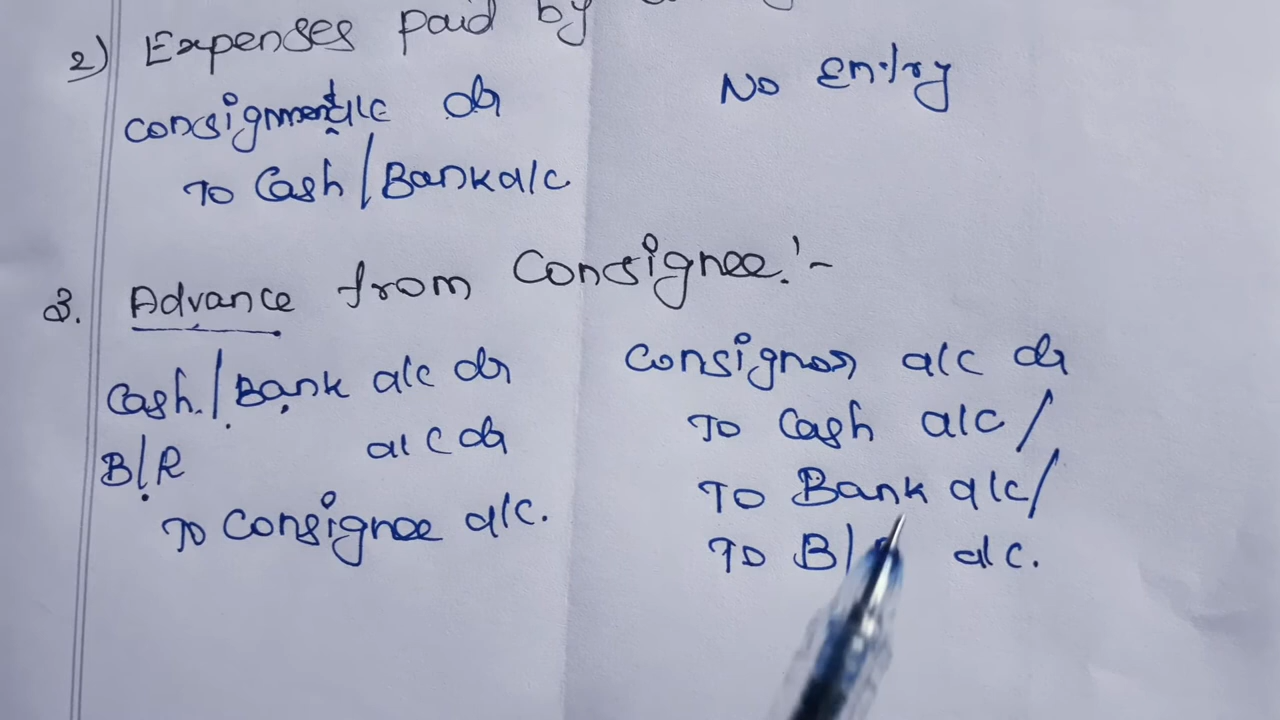 2) Expenses paid by
Consignment a/c dr
To Cash / Bank a/c
No Entry
3. Advance from Consignee:-
Cash / Bank a/c dr
B/R a/c dr
To Consignee a/c.
Consignor a/c dr
To Cash a/c /
To Bank a/c /
To B/ a/c.